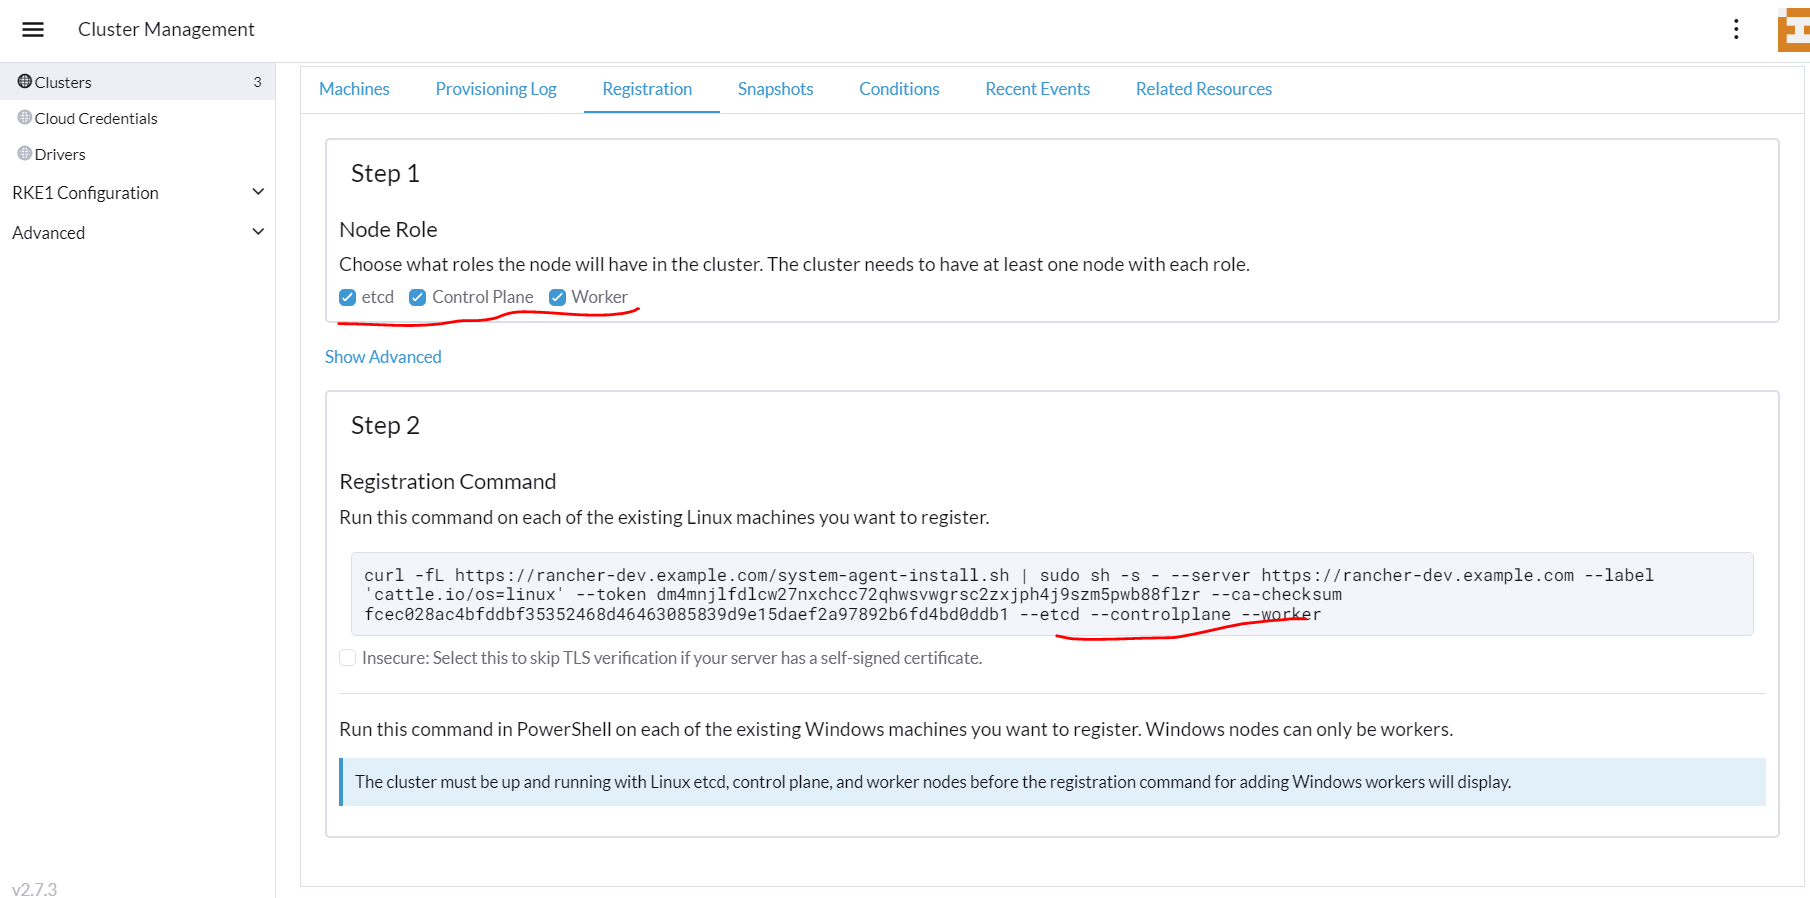 Cluster Management
Clusters 3
Cloud Credentials
Drivers
RKE1 Configuration
Advanced
Machines Provisioning Log Registration Snapshots Conditions Recent Events Related Resources
Step 1
Node Role
Choose what roles the node will have in the cluster. The cluster needs to have at least one node with each role.
etcd Control Plane Worker
Show Advanced
Step 2
Registration Command
Run this command on each of the existing Linux machines you want to register.
curl -fL https://rancher-dev.example.com/system-agent-install.sh | sudo sh -s - --server https://rancher-dev.example.com --label
'cattle.io/os=linux' --token dm4mnjlfdlcw27nxchcc72qhwsvwgrsc2zxjph4j9szm5pwb88flzr --ca-checksum
fcec028ac4bfddbf35352468d46463085839d9e15daef2a97892b6fd4bd0ddb1 --etcd --controlplane --worker
Insecure: Select this to skip TLS verification if your server has a self-signed certificate.
Run this command in PowerShell on each of the existing Windows machines you want to register. Windows nodes can only be workers.
The cluster must be up and running with Linux etcd, control plane, and worker nodes before the registration command for adding Windows workers will display.
v2.7.3